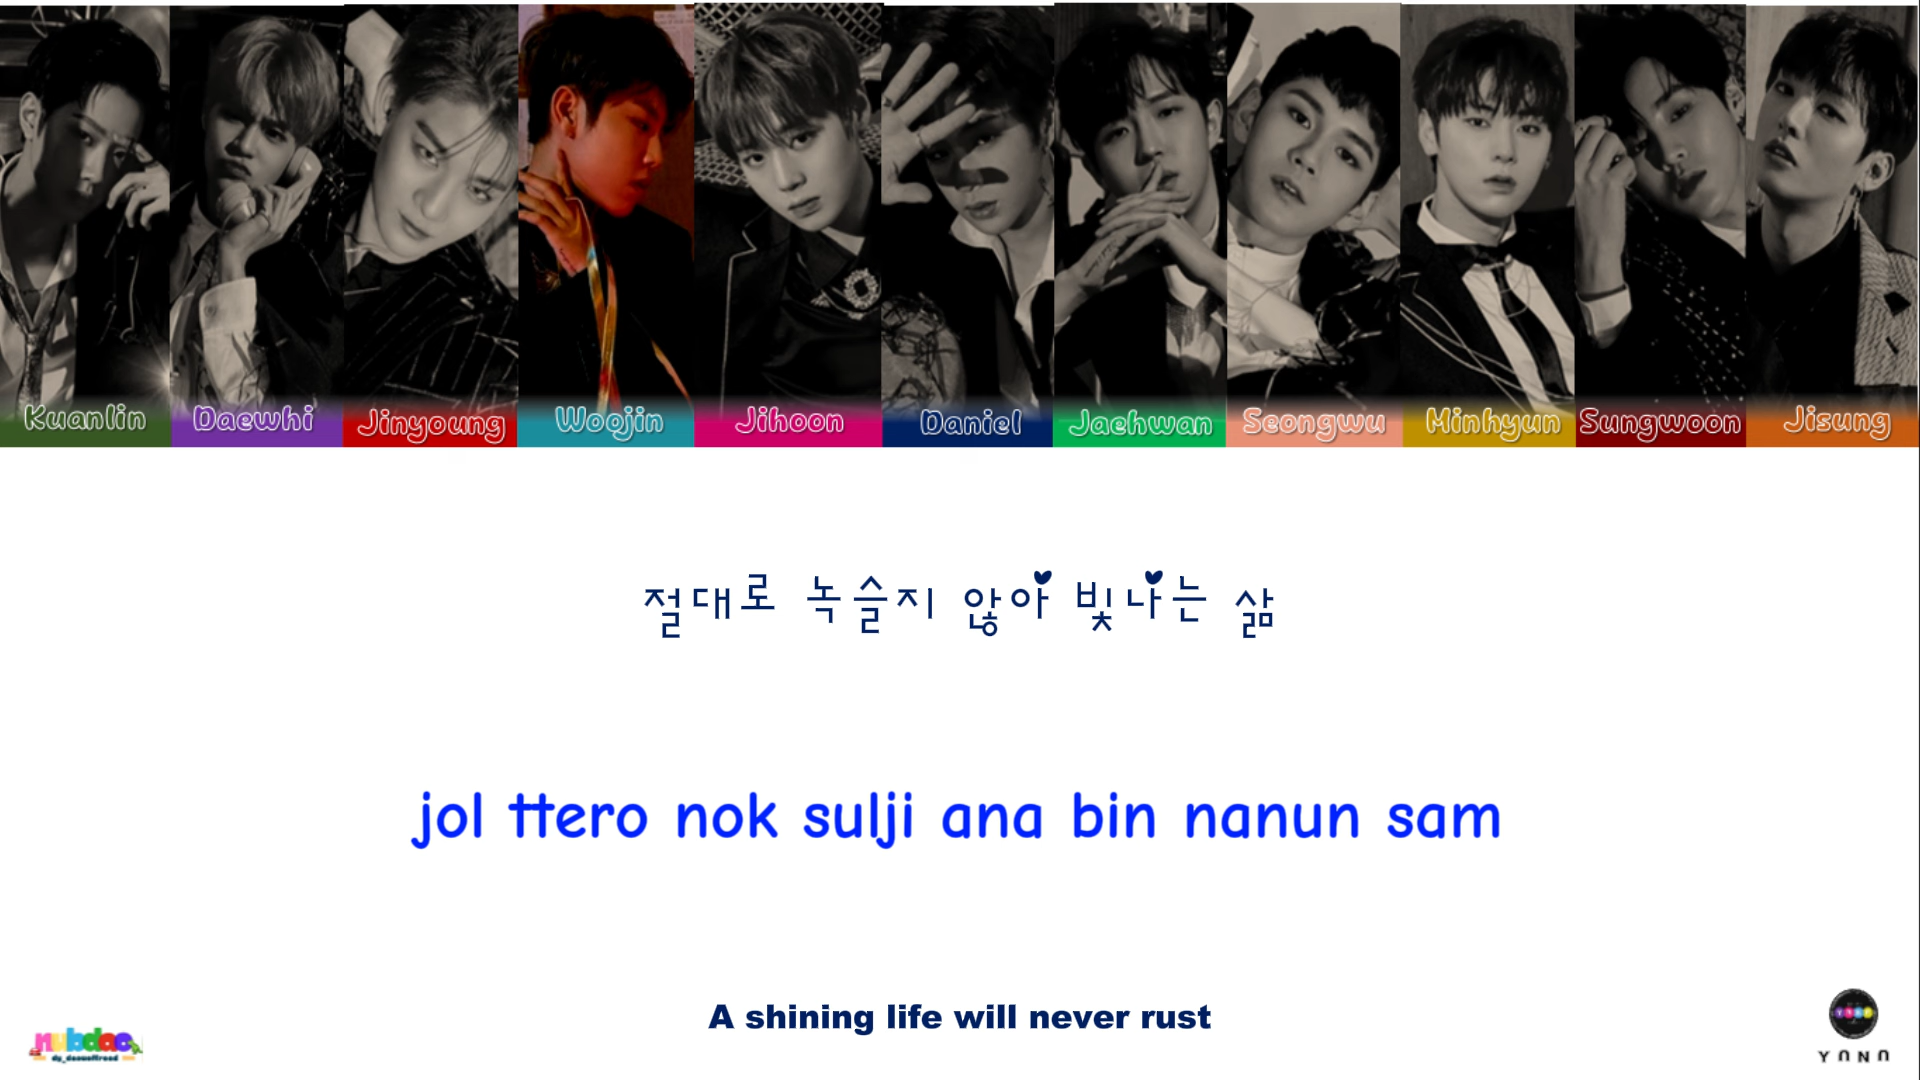 Kuanlin Daewhi Jinyoung Woojin Jihoon Daniel Jaehwan Seongwu Minhyun Sungwoon Jisung
절대로 녹슬지 않아 빛나는 삶
jol ttero nok sulji ana bin nanun sam
A shining life will never rust
nubdac